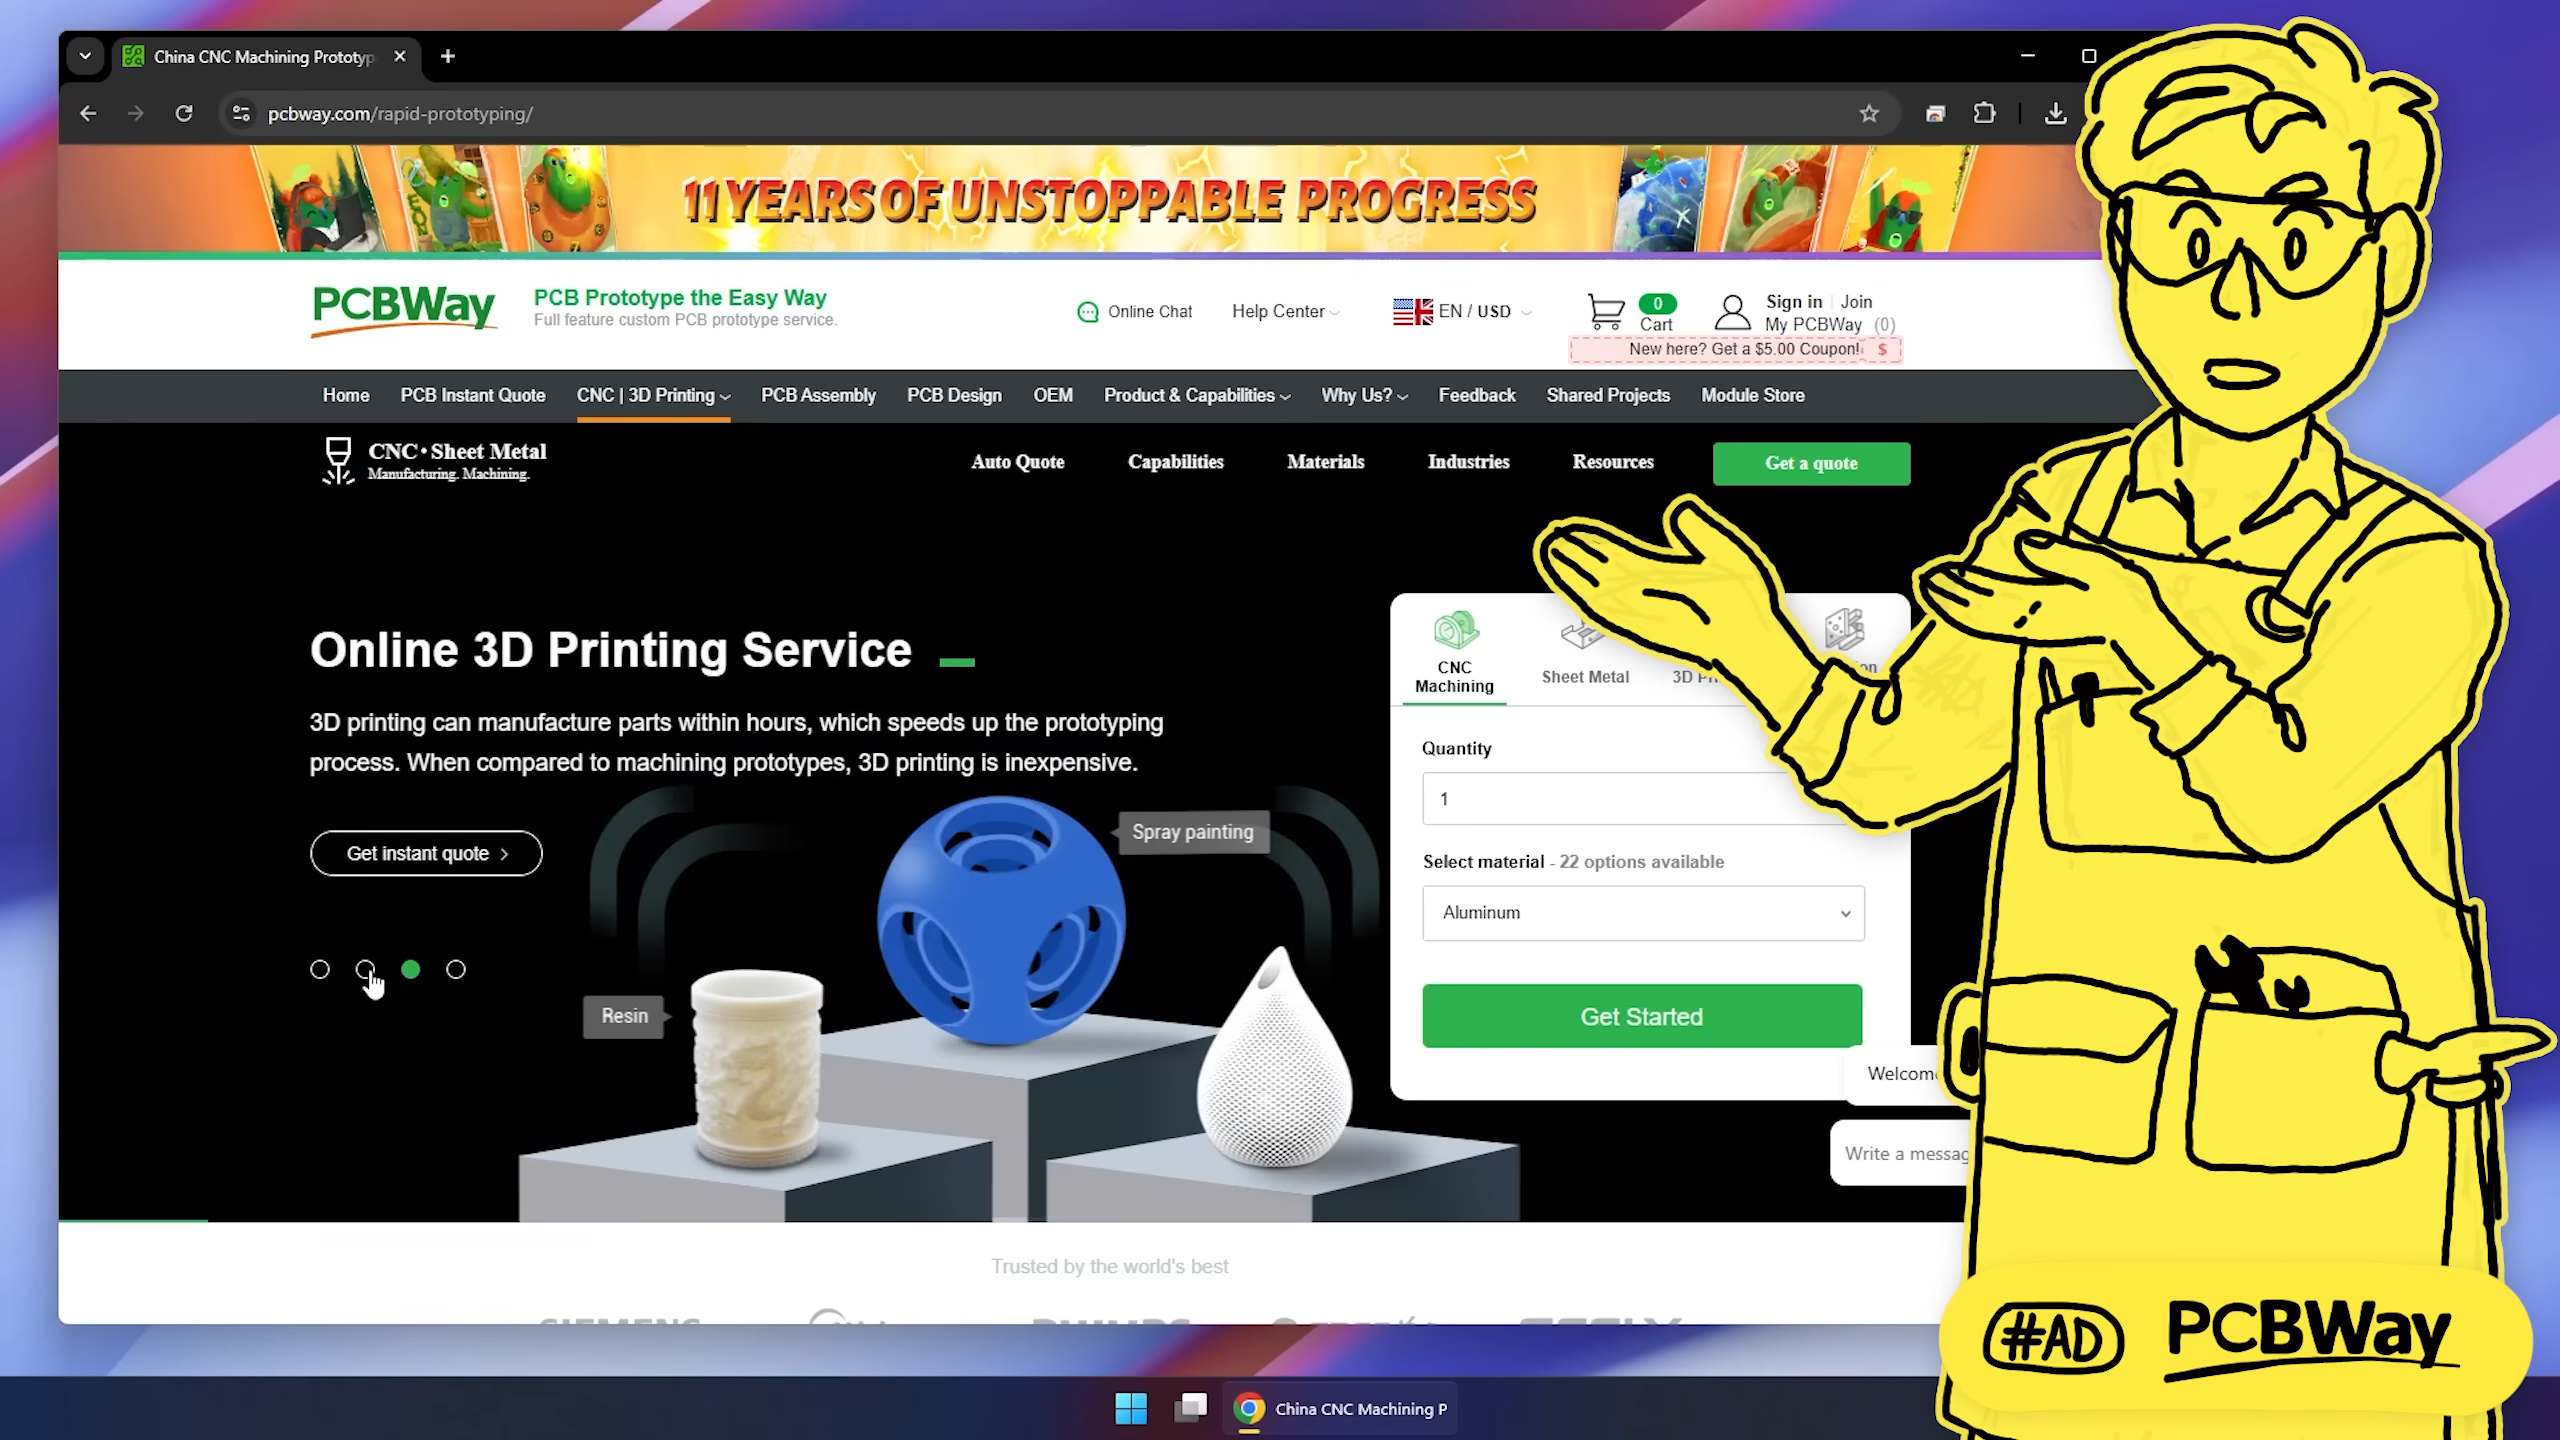 China CNC Machining Prototyp
pcbway.com/rapid-prototyping/
11 YEARS OF UNSTOPPABLE PROGRESS
PCBWay
PCB Prototype the Easy Way
Full feature custom PCB prototype service.
Online Chat
Help Center
EN / USD
0
Cart
Sign in
Join
My PCBWay (0)
New here? Get a $5.00 Coupon! $
Home
PCB Instant Quote
CNC | 3D Printing
PCB Assembly
PCB Design
OEM
Product & Capabilities
Why Us?
Feedback
Shared Projects
Module Store
CNC • Sheet Metal
Manufacturing. Machining.
Auto Quote
Capabilities
Materials
Industries
Resources
Get a quote
Online 3D Printing Service
3D printing can manufacture parts within hours, which speeds up the prototyping
process. When compared to machining prototypes, 3D printing is inexpensive.
Get instant quote
Spray painting
Resin
CNC
Machining
Sheet Metal
3D Pri
Quantity
1
Select material - 22 options available
Aluminum
Get Started
Welcome
Write a messag
Trusted by the world's best
SIEMENS
PHILIPS
#AD
PCBWay
China CNC Machining P